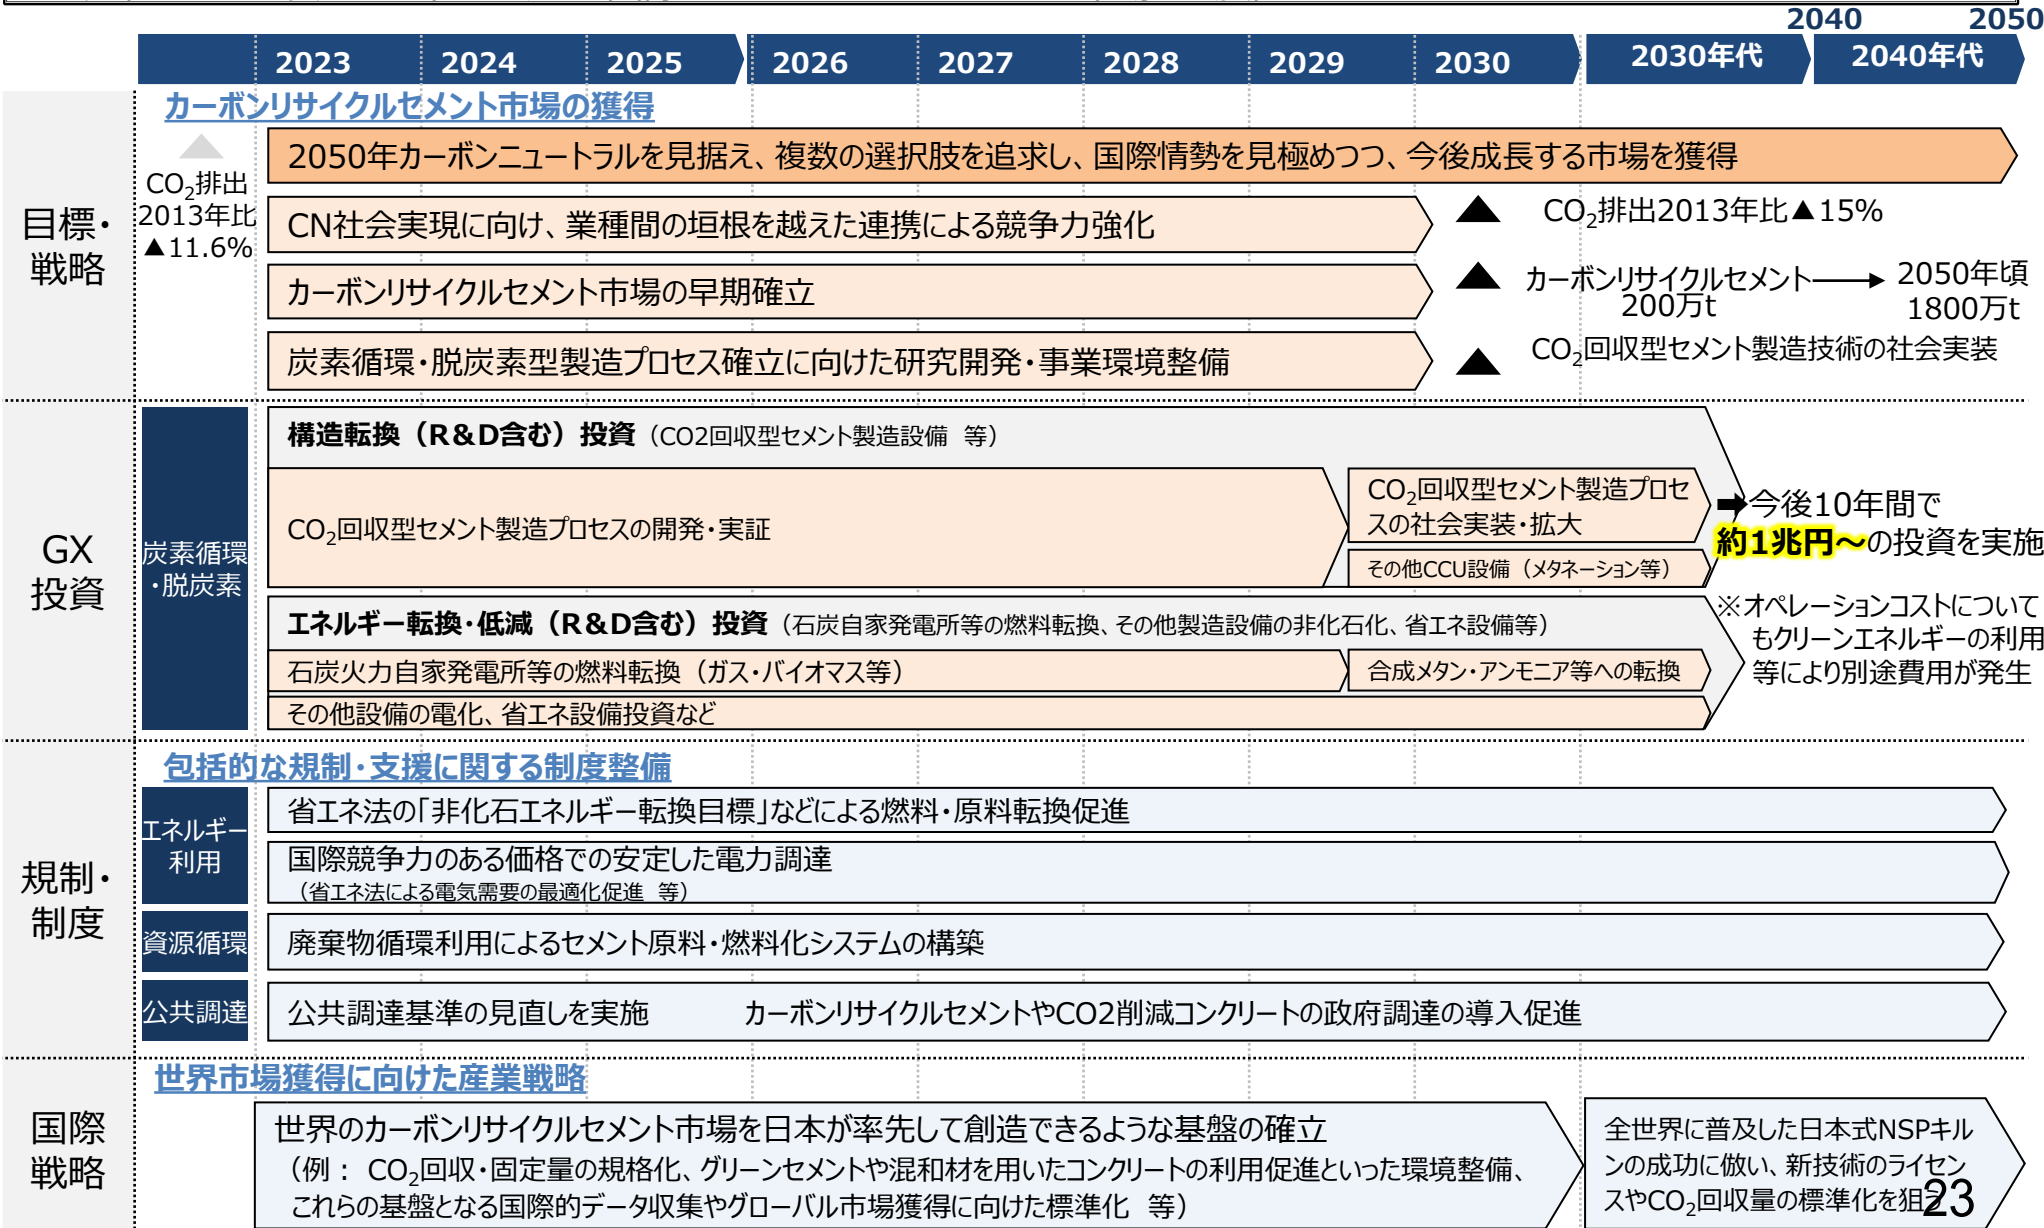 2040 2050
2023 2024 2025 2026 2027 2028 2029 2030 2030年代 2040年代
目標・
戦略
カーボンリサイクルセメント市場の獲得
CO₂排出
2013年比
▲11.6%
2050年カーボンニュートラルを見据え、複数の選択肢を追求し、国際情勢を見極めつつ、今後成長する市場を獲得
CN社会実現に向け、業種間の垣根を越えた連携による競争力強化
CO₂排出2013年比▲15%
カーボンリサイクルセメント市場の早期確立
カーボンリサイクルセメント
200万t
2050年頃
1800万t
炭素循環・脱炭素型製造プロセス確立に向けた研究開発・事業環境整備
CO₂回収型セメント製造技術の社会実装
GX
投資
炭素循環
・脱炭素
構造転換（R&D含む）投資（CO2回収型セメント製造設備 等）
CO₂回収型セメント製造プロセスの開発・実証
CO₂回収型セメント製造プロセ
スの社会実装・拡大
その他CCU設備（メタネーション等）
➡今後10年間で
約1兆円～の投資を実施
エネルギー転換・低減（R&D含む）投資（石炭自家発電所等の燃料転換、その他製造設備の非化石化、省エネ設備等）
石炭火力自家発電所等の燃料転換（ガス・バイオマス等）
合成メタン・アンモニア等への転換
その他設備の電化、省エネ設備投資など
※オペレーションコストについて
もクリーンエネルギーの利用
等により別途費用が発生
規制・
制度
包括的な規制・支援に関する制度整備
エネルギー
利用
省エネ法の「非化石エネルギー転換目標」などによる燃料・原料転換促進
国際競争力のある価格での安定した電力調達
（省エネ法による電気需要の最適化促進 等）
資源循環
廃棄物循環利用によるセメント原料・燃料化システムの構築
公共調達
公共調達基準の見直しを実施 カーボンリサイクルセメントやCO2削減コンクリートの政府調達の導入促進
国際
戦略
世界市場獲得に向けた産業戦略
世界のカーボンリサイクルセメント市場を日本が率先して創造できるような基盤の確立
（例： CO₂回収・固定量の規格化、グリーンセメントや混和材を用いたコンクリートの利用促進といった環境整備、
これらの基盤となる国際的データ収集やグローバル市場獲得に向けた標準化 等）
全世界に普及した日本式NSPキル
ンの成功に倣い、新技術のライセン
スやCO₂回収量の標準化を狙う
23